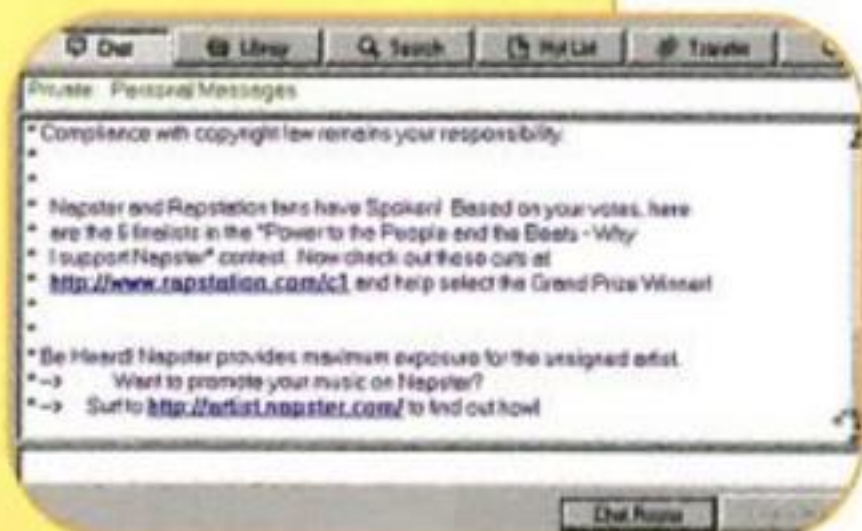 Chat Library Search Hot List Transfer
Private Personal Messages
* Compliance with copyright law remains your responsibility.
*
*
* Napster and Rapstation fans have Spoken! Based on your votes, here
* are the 5 finalists in the "Power to the People and the Beats - Why
* I support Napster" contest. Now check out these cuts at
* http://www.rapstation.com/c1 and help select the Grand Prize Winner!
*
*
* Be Heard! Napster provides maximum exposure for the unsigned artist.
*--> Want to promote your music on Napster?
*--> Surf to http://artist.napster.com/ to find out how!
Chat Rooms